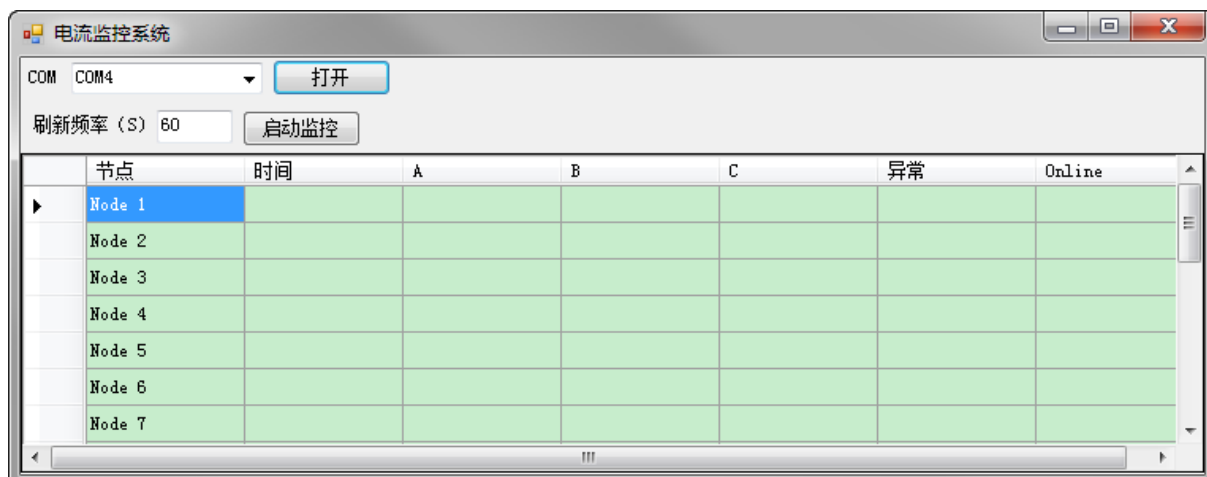 电流监控系统
COM COM4 打开
刷新频率（S） 60 启动监控
节点 时间 A B C 异常 Online
Node 1
Node 2
Node 3
Node 4
Node 5
Node 6
Node 7